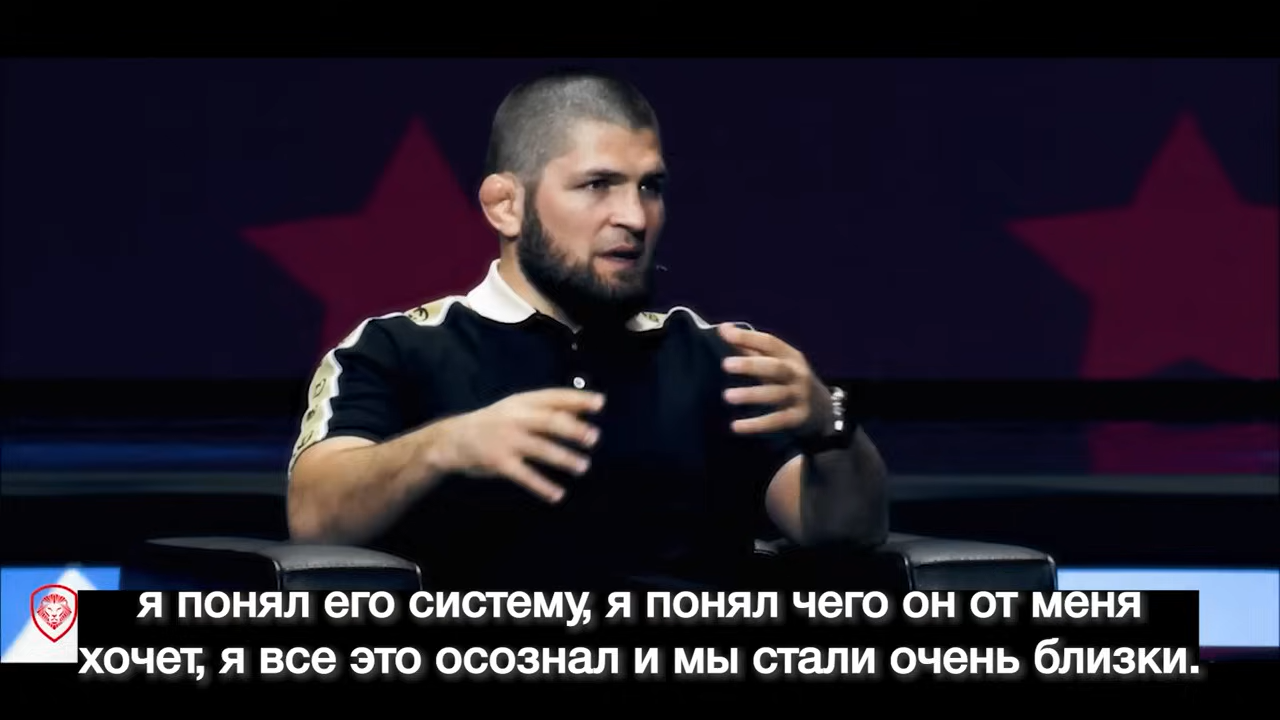 я понял его систему, я понял чего он от меня
хочет, я все это осознал и мы стали очень близки.